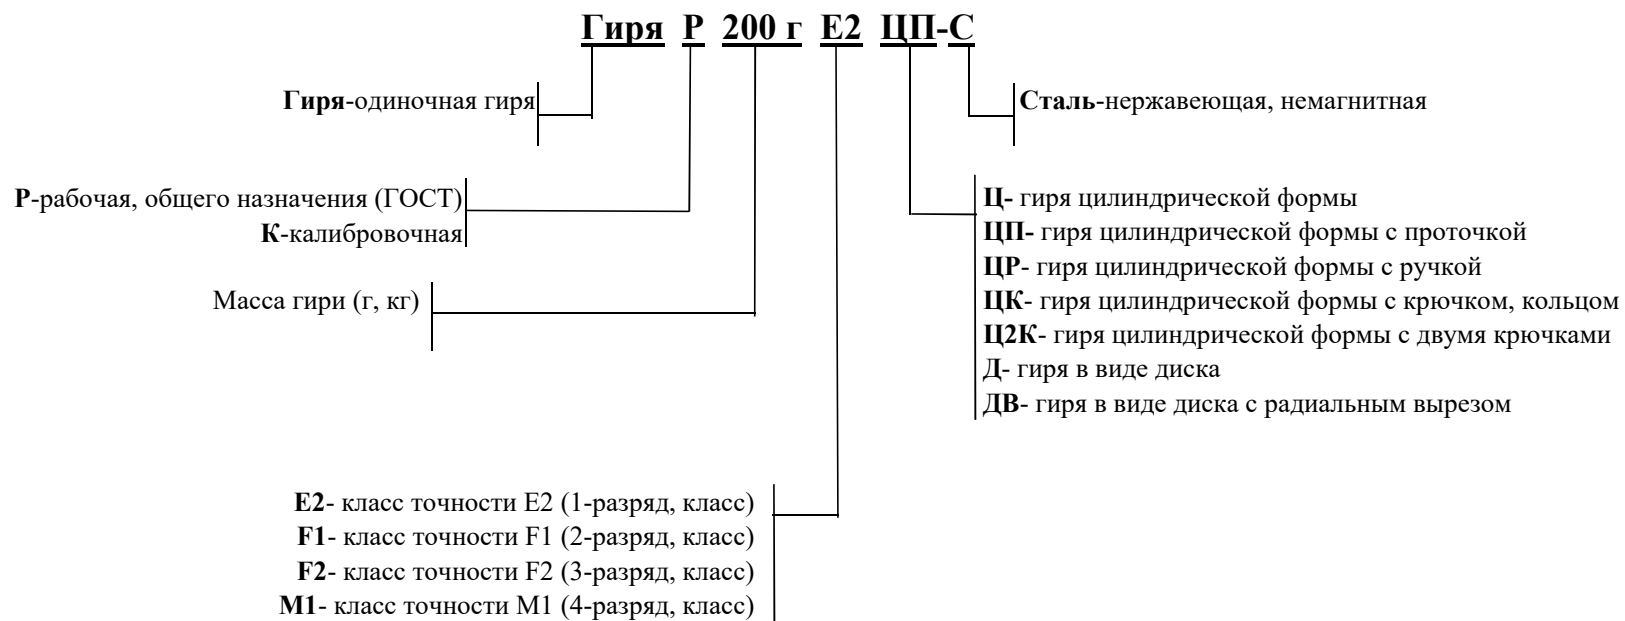 Гиря Р 200 г Е2 ЦП-С
Гиря-одиночная гиря
Сталь-нержавеющая, немагнитная
Р-рабочая, общего назначения (ГОСТ)
К-калибровочная
Масса гири (г, кг)
Ц- гиря цилиндрической формы
ЦП- гиря цилиндрической формы с проточкой
ЦР- гиря цилиндрической формы с ручкой
ЦК- гиря цилиндрической формы с крючком, кольцом
Ц2К- гиря цилиндрической формы с двумя крючками
Д- гиря в виде диска
ДВ- гиря в виде диска с радиальным вырезом
Е2- класс точности Е2 (1-разряд, класс)
F1- класс точности F1 (2-разряд, класс)
F2- класс точности F2 (3-разряд, класс)
М1- класс точности М1 (4-разряд, класс)